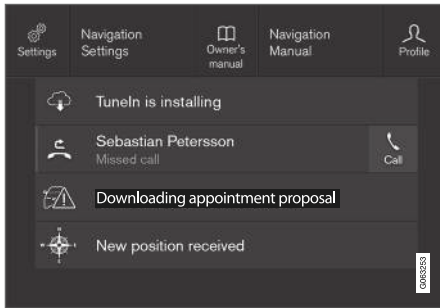 Settings
Navigation
Settings
Owner's
manual
Navigation
Manual
Profile
TuneIn is installing
Sebastian Petersson
Missed call
Call
Downloading appointment proposal
New position received
G063253